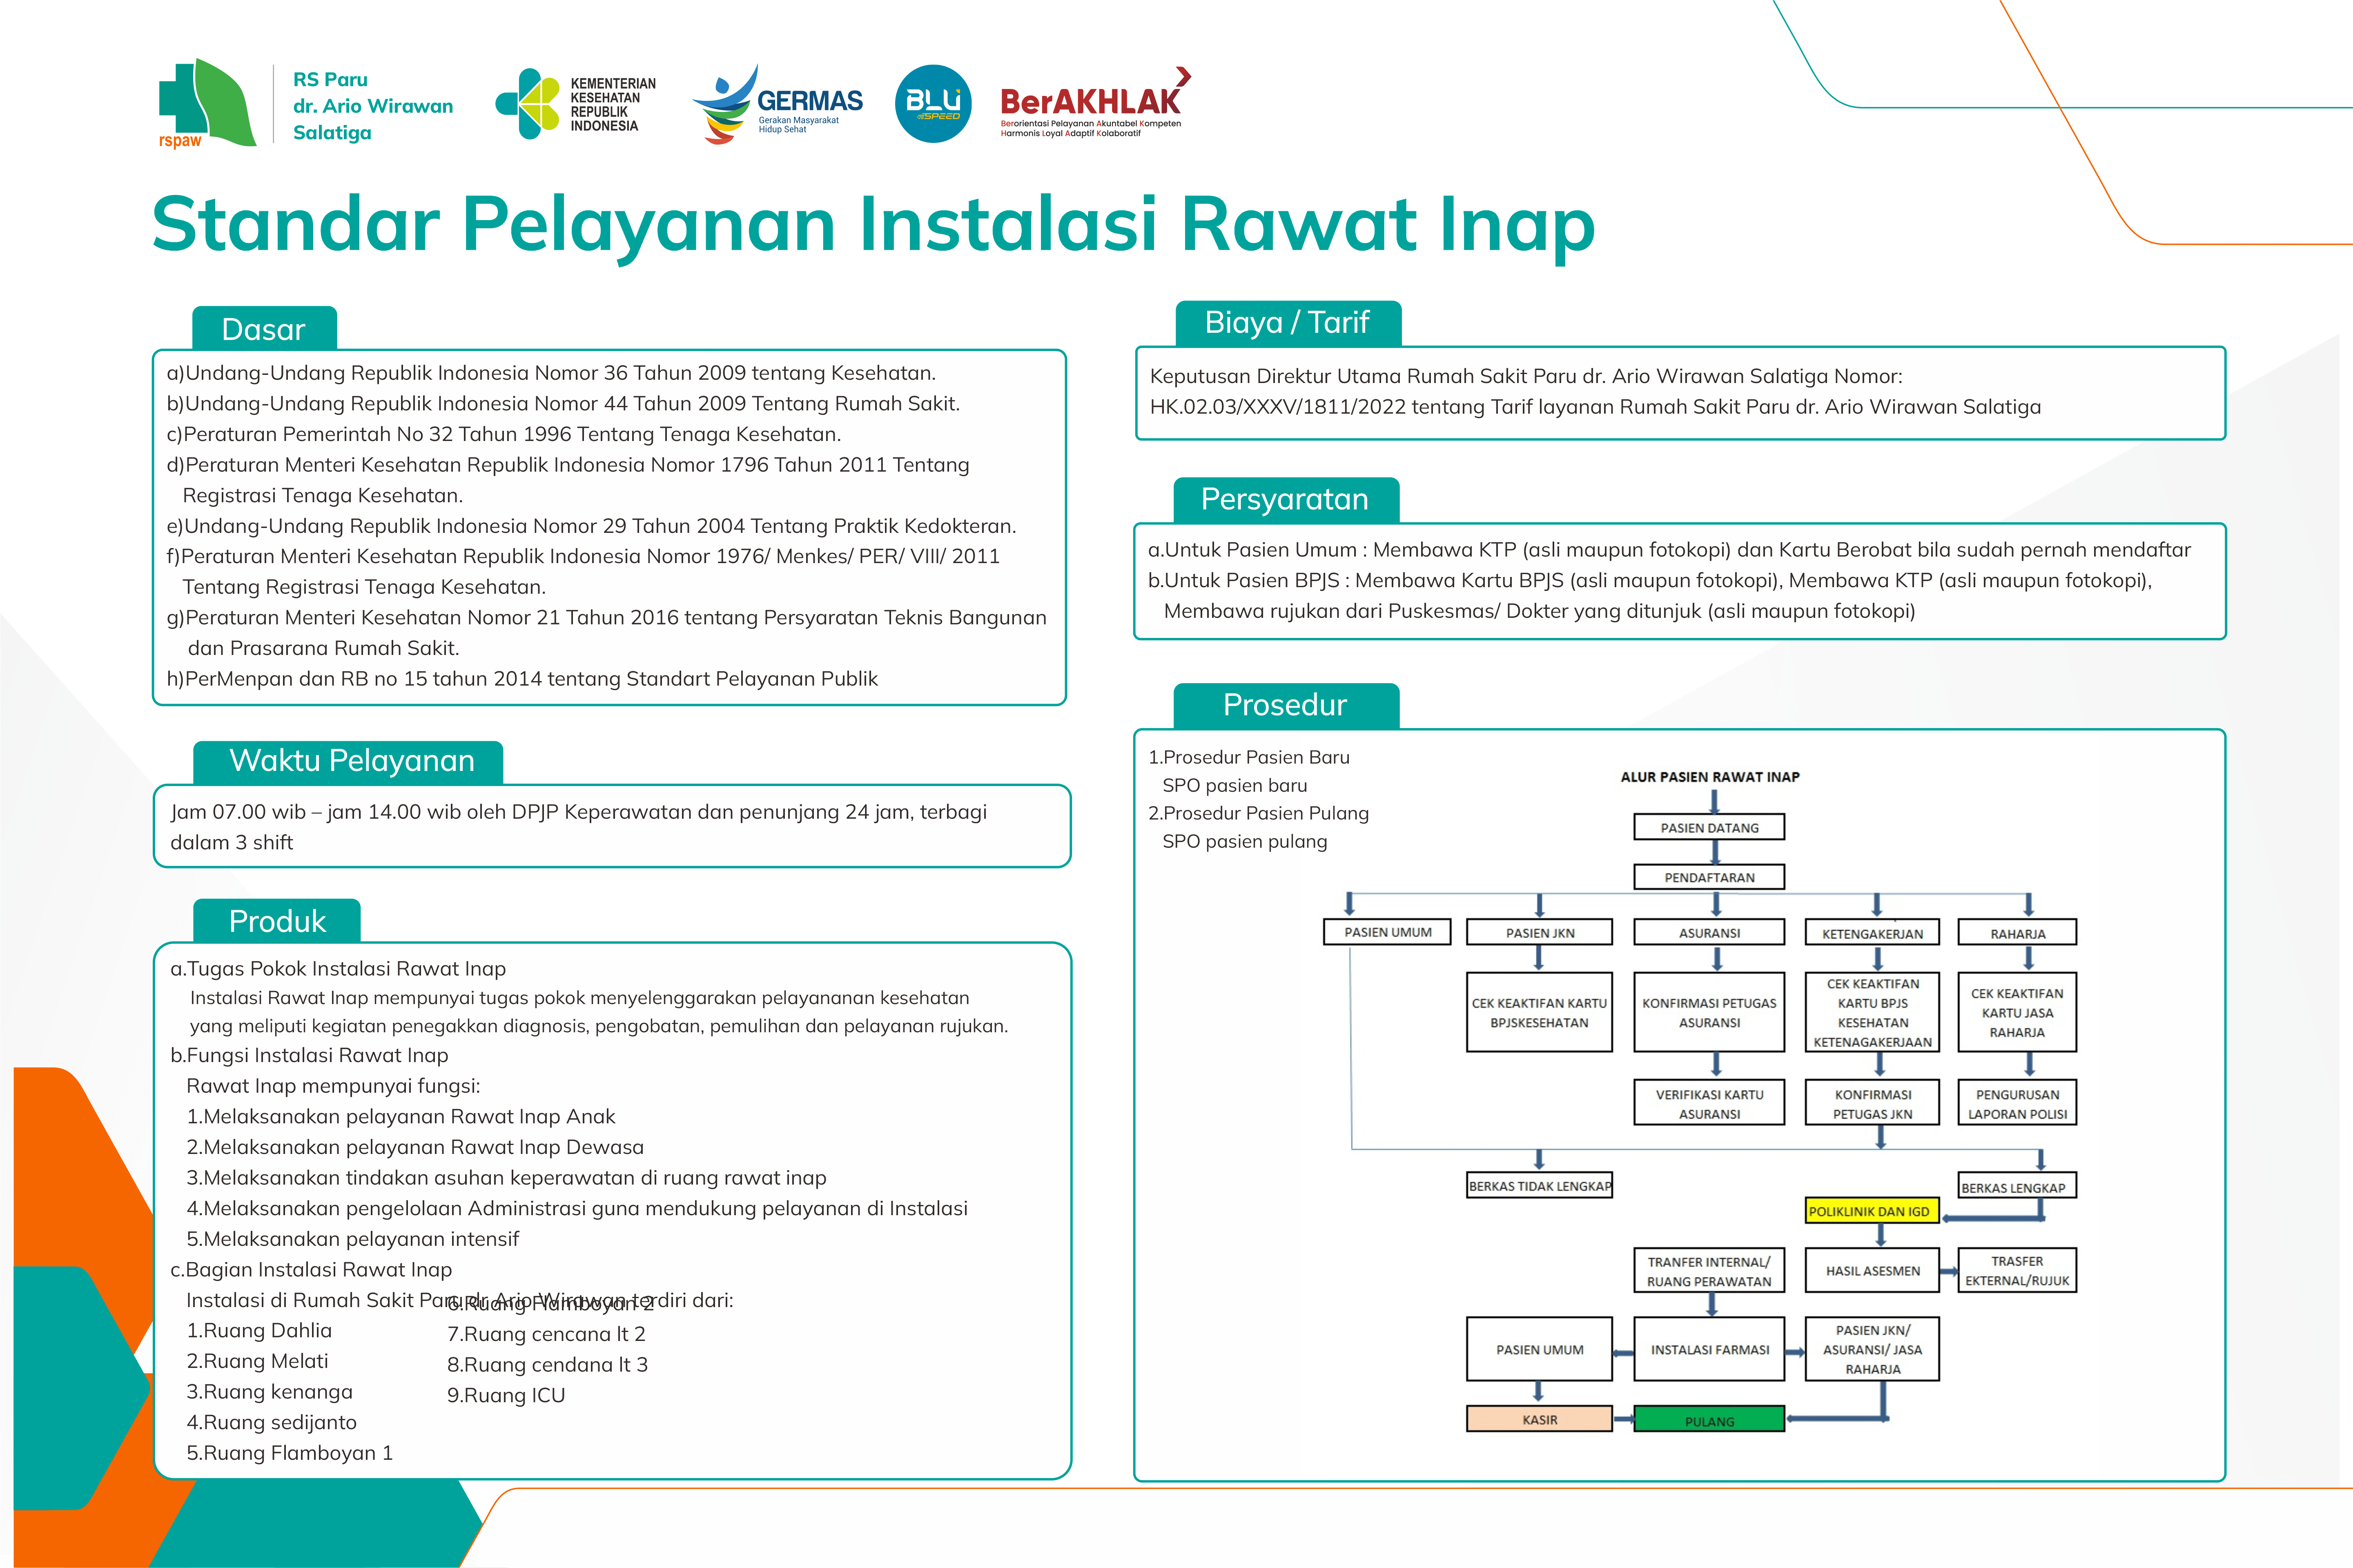 RS Paru
dr. Ario Wirawan
Salatiga
rspaw
KEMENTERIAN
KESEHATAN
REPUBLIK
INDONESIA
GERMAS
Gerakan Masyarakat
Hidup Sehat
BLU
SPEED
BerAKHLAK
Berorientasi Pelayanan Akuntabel Kompeten
Harmonis Loyal Adaptif Kolaboratif
Standar Pelayanan Instalasi Rawat Inap
Dasar
a)Undang-Undang Republik Indonesia Nomor 36 Tahun 2009 tentang Kesehatan.
b)Undang-Undang Republik Indonesia Nomor 44 Tahun 2009 Tentang Rumah Sakit.
c)Peraturan Pemerintah No 32 Tahun 1996 Tentang Tenaga Kesehatan.
d)Peraturan Menteri Kesehatan Republik Indonesia Nomor 1796 Tahun 2011 Tentang
Registrasi Tenaga Kesehatan.
e)Undang-Undang Republik Indonesia Nomor 29 Tahun 2004 Tentang Praktik Kedokteran.
f)Peraturan Menteri Kesehatan Republik Indonesia Nomor 1976/ Menkes/ PER/ VIII/ 2011
Tentang Registrasi Tenaga Kesehatan.
g)Peraturan Menteri Kesehatan Nomor 21 Tahun 2016 tentang Persyaratan Teknis Bangunan
dan Prasarana Rumah Sakit.
h)PerMenpan dan RB no 15 tahun 2014 tentang Standart Pelayanan Publik
Waktu Pelayanan
Jam 07.00 wib – jam 14.00 wib oleh DPJP Keperawatan dan penunjang 24 jam, terbagi
dalam 3 shift
Produk
a.Tugas Pokok Instalasi Rawat Inap
Instalasi Rawat Inap mempunyai tugas pokok menyelenggarakan pelayananan kesehatan
yang meliputi kegiatan penegakkan diagnosis, pengobatan, pemulihan dan pelayanan rujukan.
b.Fungsi Instalasi Rawat Inap
Rawat Inap mempunyai fungsi:
1.Melaksanakan pelayanan Rawat Inap Anak
2.Melaksanakan pelayanan Rawat Inap Dewasa
3.Melaksanakan tindakan asuhan keperawatan di ruang rawat inap
4.Melaksanakan pengelolaan Administrasi guna mendukung pelayanan di Instalasi
5.Melaksanakan pelayanan intensif
c.Bagian Instalasi Rawat Inap
Instalasi di Rumah Sakit Paru dr Ario Wirawan terdiri dari:
1.Ruang Dahlia
2.Ruang Melati
3.Ruang kenanga
4.Ruang sedijanto
5.Ruang Flamboyan 1
6.Ruang Flamboyan 2
7.Ruang cencana lt 2
8.Ruang cendana lt 3
9.Ruang ICU
Biaya / Tarif
Keputusan Direktur Utama Rumah Sakit Paru dr. Ario Wirawan Salatiga Nomor:
HK.02.03/XXXV/1811/2022 tentang Tarif layanan Rumah Sakit Paru dr. Ario Wirawan Salatiga
Persyaratan
a.Untuk Pasien Umum : Membawa KTP (asli maupun fotokopi) dan Kartu Berobat bila sudah pernah mendaftar
b.Untuk Pasien BPJS : Membawa Kartu BPJS (asli maupun fotokopi), Membawa KTP (asli maupun fotokopi),
Membawa rujukan dari Puskesmas/ Dokter yang ditunjuk (asli maupun fotokopi)
Prosedur
1.Prosedur Pasien Baru
SPO pasien baru
2.Prosedur Pasien Pulang
SPO pasien pulang
ALUR PASIEN RAWAT INAP
PASIEN DATANG
PENDAFTARAN
PASIEN UMUM
PASIEN JKN
ASURANSI
KETENGAKERJAN
RAHARJA
CEK KEAKTIFAN KARTU
BPJSKESEHATAN
KONFIRMASI PETUGAS
ASURANSI
CEK KEAKTIFAN
KARTU BPJS
KESEHATAN
KETENAGAKERJAAN
CEK KEAKTIFAN
KARTU JASA
RAHARJA
VERIFIKASI KARTU
ASURANSI
KONFIRMASI
PETUGAS JKN
PENGURUSAN
LAPORAN POLISI
BERKAS TIDAK LENGKAP
BERKAS LENGKAP
POLIKLINIK DAN IGD
TRANFER INTERNAL/
RUANG PERAWATAN
HASIL ASESMEN
TRASFER
EKTERNAL/RUJUK
PASIEN UMUM
INSTALASI FARMASI
PASIEN JKN/
ASURANSI/ JASA
RAHARJA
KASIR
PULANG